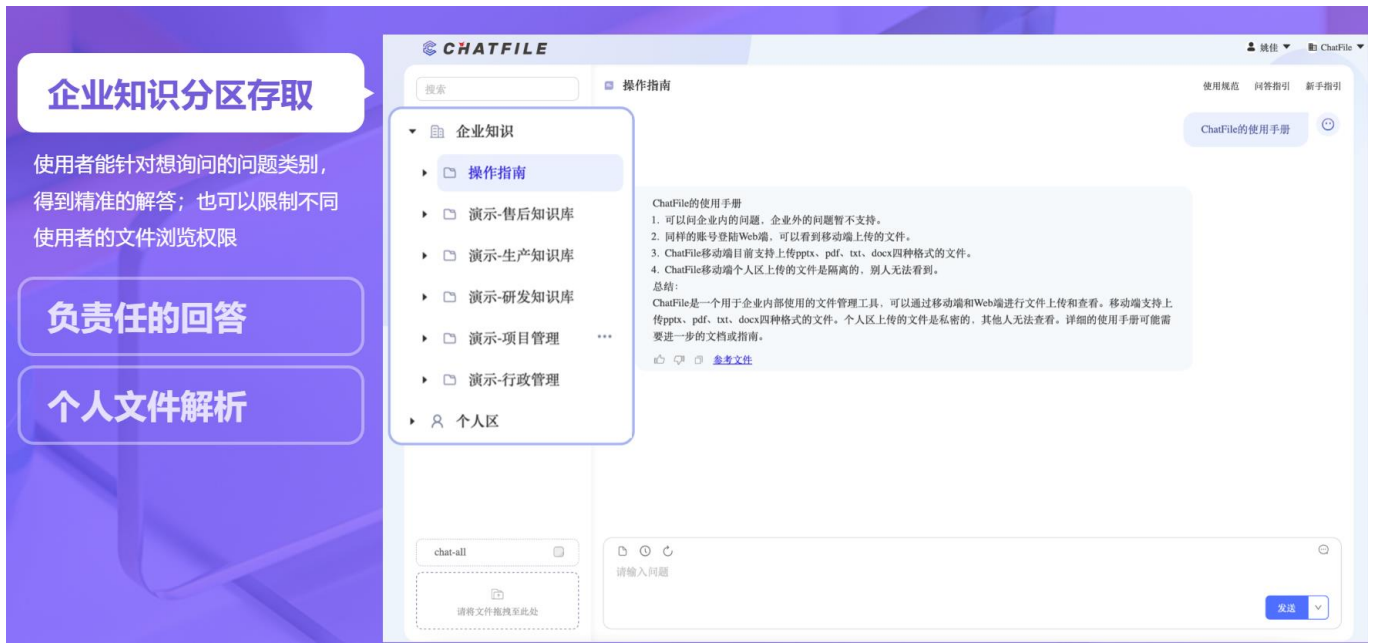 企业知识分区存取
使用者能针对想询问的问题类别，
得到精准的解答；也可以限制不同
使用者的文件浏览权限
负责任的回答
个人文件解析
CHATFILE
姚佳
ChatFile
搜索
企业知识
操作指南
演示-售后知识库
演示-生产知识库
演示-研发知识库
演示-项目管理
演示-行政管理
个人区
chat-all
请将文件拖拽至此处
操作指南
使用规范 问答指引 新手指引
ChatFile的使用手册
ChatFile的使用手册
1. 可以问企业内的问题，企业外的问题暂不支持。
2. 同样的账号登陆Web端，可以看到移动端上传的文件。
3. ChatFile移动端目前支持上传pptx、pdf、txt、docx四种格式的文件。
4. ChatFile移动端个人区上传的文件是隔离的，别人无法看到。
总结：
ChatFile是一个用于企业内部使用的文件管理工具，可以通过移动端和Web端进行文件上传和查看。移动端支持上
传pptx、pdf、txt、docx四种格式的文件。个人区上传的文件是私密的，其他人无法查看。详细的使用手册可能需
要进一步的文档或指南。
参考文件
请输入问题
发送